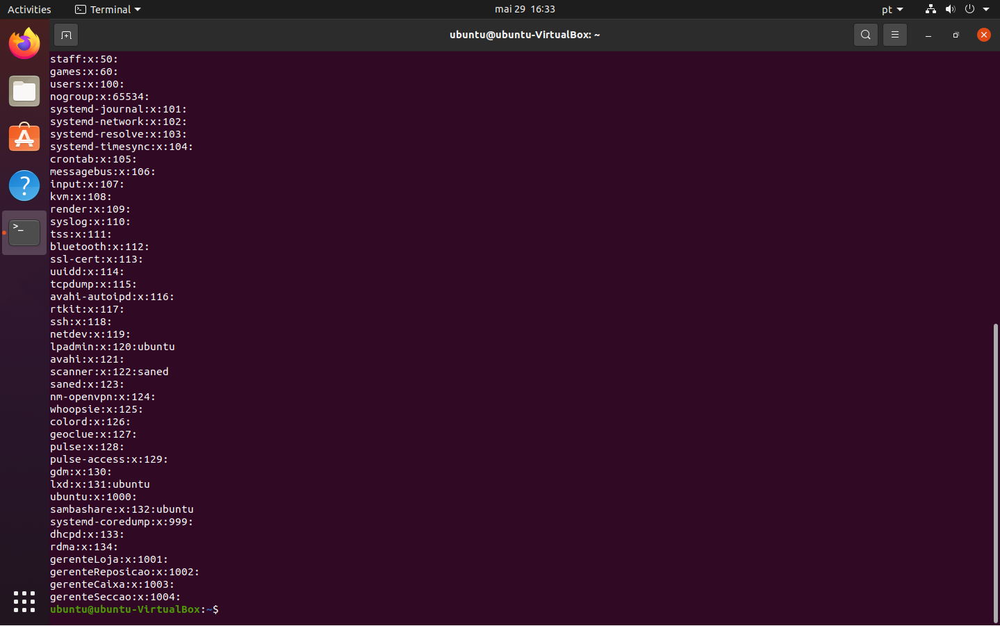 Activities
Terminal
mai 29 16:33
pt
ubuntu@ubuntu-VirtualBox: ~
staff:x:50:
games:x:60:
users:x:100:
nogroup:x:65534:
systemd-journal:x:101:
systemd-network:x:102:
systemd-resolve:x:103:
systemd-timesync:x:104:
crontab:x:105:
messagebus:x:106:
input:x:107:
kvm:x:108:
render:x:109:
syslog:x:110:
tss:x:111:
bluetooth:x:112:
ssl-cert:x:113:
uuidd:x:114:
tcpdump:x:115:
avahi-autoipd:x:116:
rtkit:x:117:
ssh:x:118:
netdev:x:119:
lpadmin:x:120:ubuntu
avahi:x:121:
scanner:x:122:saned
saned:x:123:
nm-openvpn:x:124:
whoopsie:x:125:
colord:x:126:
geoclue:x:127:
pulse:x:128:
pulse-access:x:129:
gdm:x:130:
lxd:x:131:ubuntu
ubuntu:x:1000:
sambashare:x:132:ubuntu
systemd-coredump:x:999:
dhcpd:x:133:
rdma:x:134:
gerenteLoja:x:1001:
gerenteReposicao:x:1002:
gerenteCaixa:x:1003:
gerenteSeccao:x:1004:
ubuntu@ubuntu-VirtualBox:~$